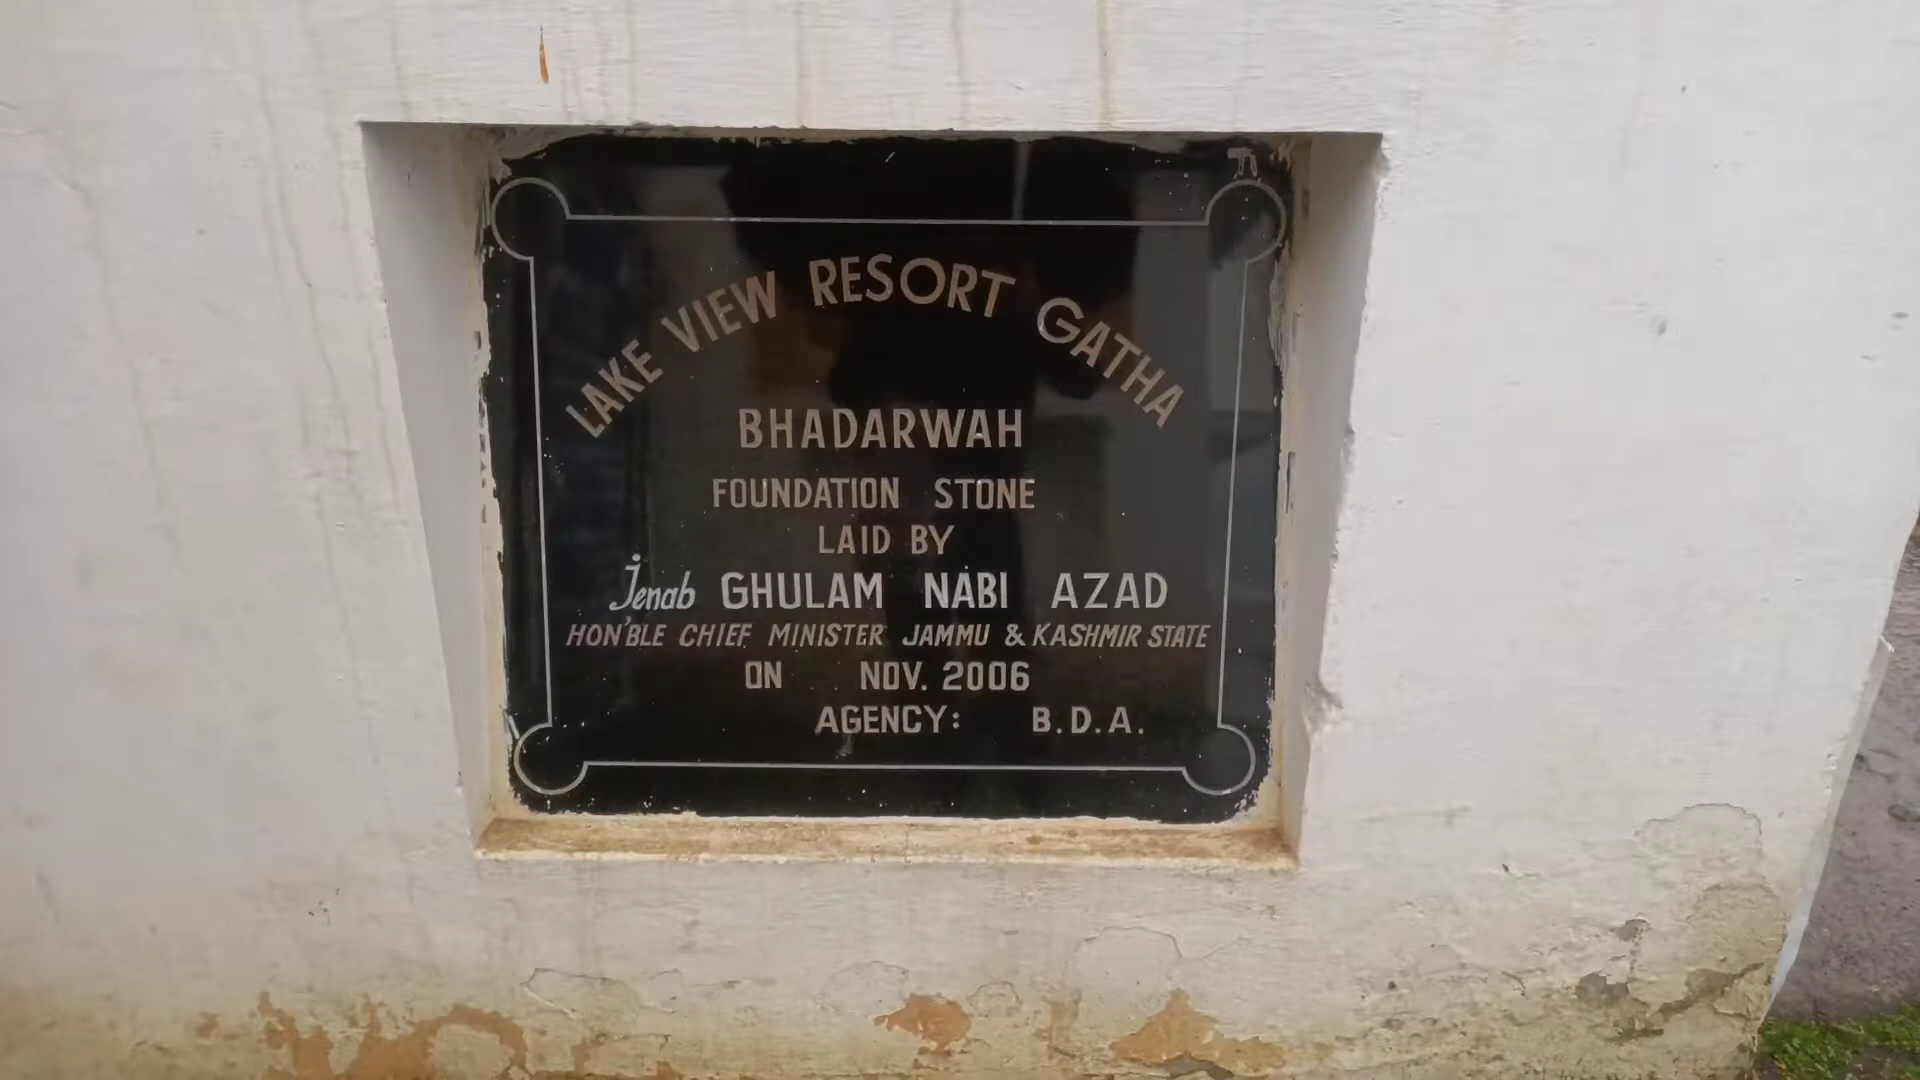 LAKE VIEW RESORT GATHA
BHADARWAH
FOUNDATION STONE
LAID BY
Jenab GHULAM NABI AZAD
HON'BLE CHIEF MINISTER JAMMU & KASHMIR STATE
ON NOV. 2006
AGENCY: B.D.A.